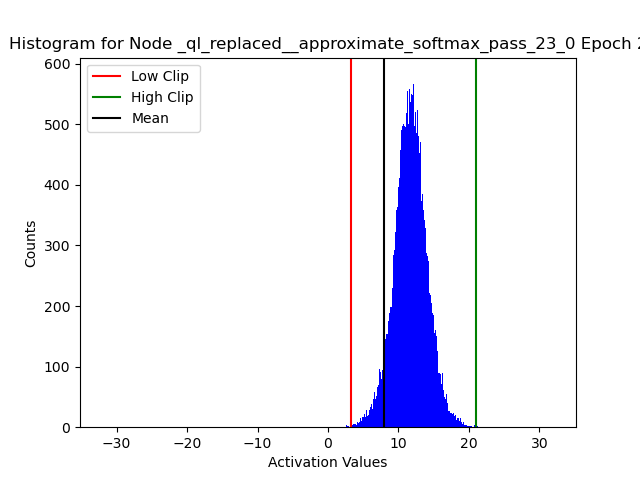 Histogram for Node _ql_replaced__approximate_softmax_pass_23_0 Epoch 2
Low Clip
High Clip
Mean
Counts
600
500
400
300
200
100
0
−30
−20
−10
0
10
20
30
Activation Values